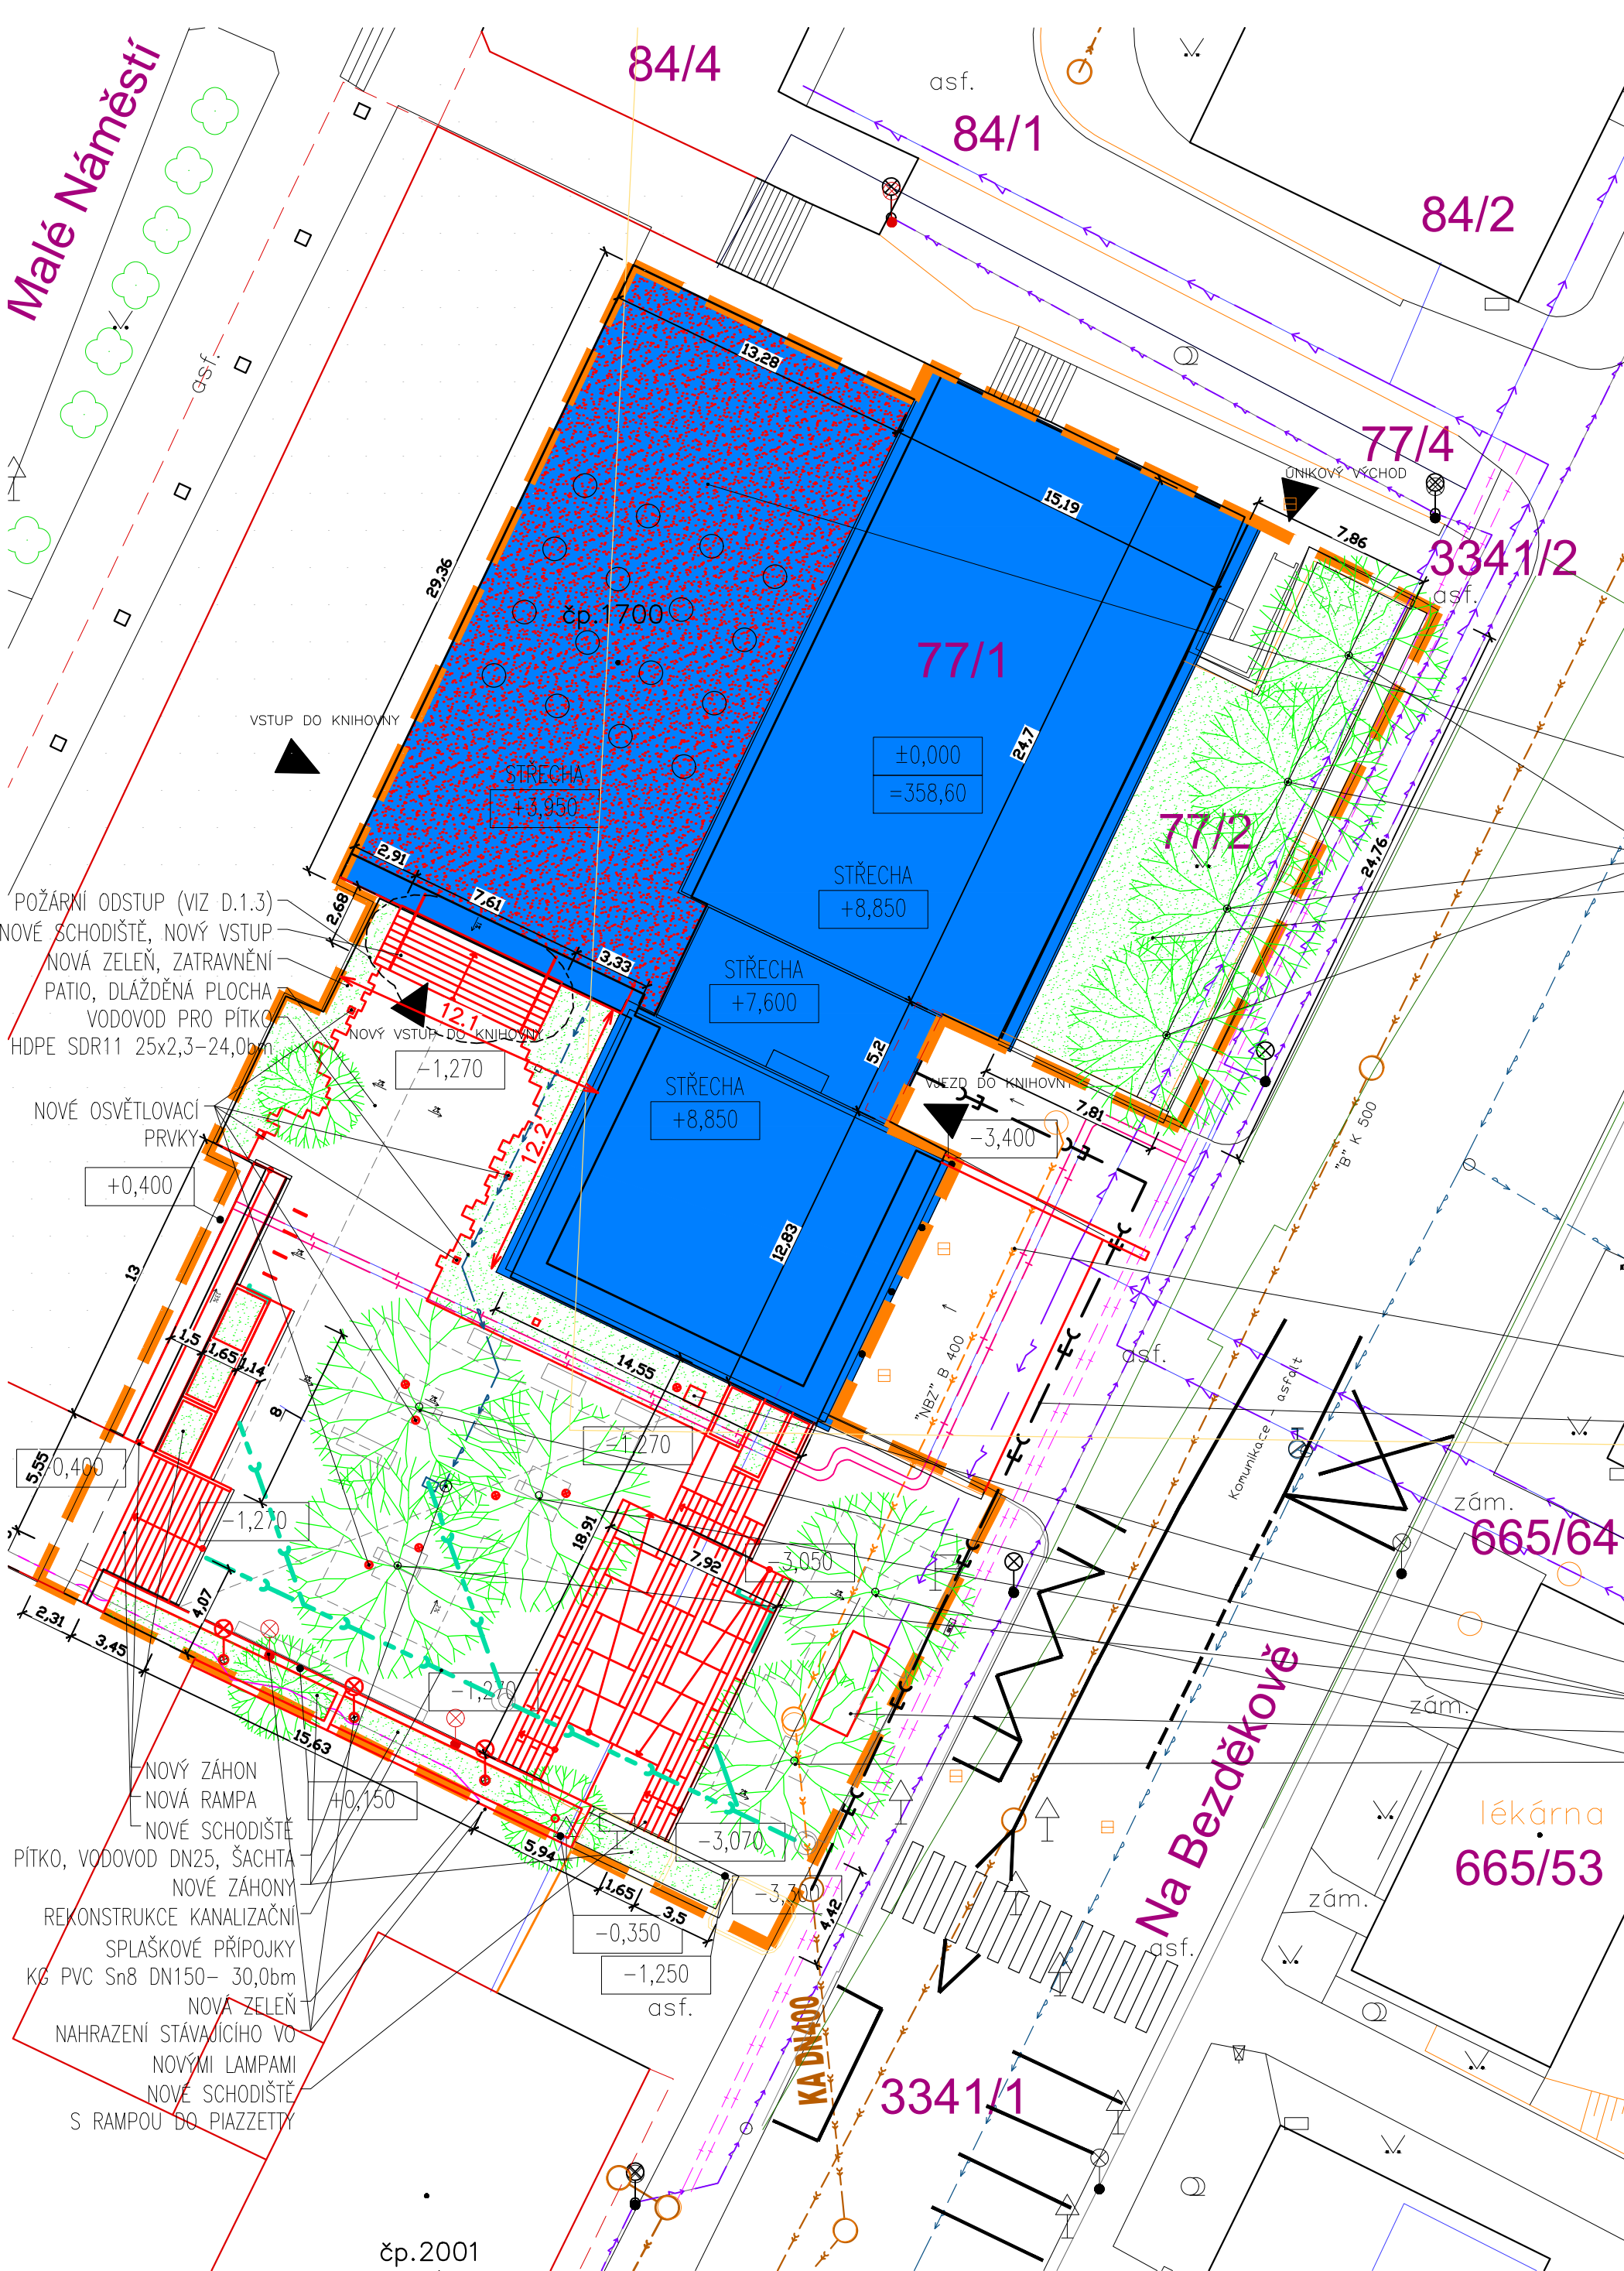 Malé Náměstí
84/4
asf.
84/1
84/2
asf.
13,28
77/4
ÚNIKOVÝ VÝCHOD
15,19
7,86
3341/2
asf.
29,36
čp.1700
77/1
VSTUP DO KNIHOVNY
24,7
±0,000
=358,60
STŘECHA
+3,950
77/2
24,76
2,91
STŘECHA
+8,850
7,61
2,68
3,33
POŽÁRNÍ ODSTUP (VIZ D.1.3)
NOVÉ SCHODIŠTĚ, NOVÝ VSTUP
NOVÁ ZELEŇ, ZATRAVNĚNÍ
PATIO, DLÁŽDĚNÁ PLOCHA
VODOVOD PRO PÍTKO
HDPE SDR11 25x2,3-24,0bm
STŘECHA
+7,600
12.1
NOVÝ VSTUP DO KNIHOVNY
-1,270
5,2
STŘECHA
+8,850
VJEZD DO KNIHOVNY
7,81
-3,400
"B" K 500
NOVÉ OSVĚTLOVACÍ
PRVKY
12.2
+0,400
12,83
13
1,5
1,65
1,14
14,55
"NBZ" B 400
asf.
Komunikace - asfalt
8
-1,270
5,55
-0,400
-1,270
18,91
7,92
-3,050
zám.
665/64
4,07
2,31
3,45
-1,270
15,63
zám.
Na Bezděkově
NOVÝ ZÁHON
NOVÁ RAMPA
NOVÉ SCHODIŠTĚ
PÍTKO, VODOVOD DN25, ŠACHTA
NOVÉ ZÁHONY
REKONSTRUKCE KANALIZAČNÍ
SPLAŠKOVÉ PŘÍPOJKY
KG PVC Sn8 DN150- 30,0bm
NOVÁ ZELEŇ
NAHRAZENÍ STÁVAJÍCÍHO VO
NOVÝMI LAMPAMI
NOVÉ SCHODIŠTĚ
S RAMPOU DO PIAZZETTY
+0,150
5,94
-3,070
1,65
3,5
-3,300
4,42
-0,350
-1,250
asf.
lékárna
665/53
zám.
asf.
KA DN400
3341/1
čp.2001